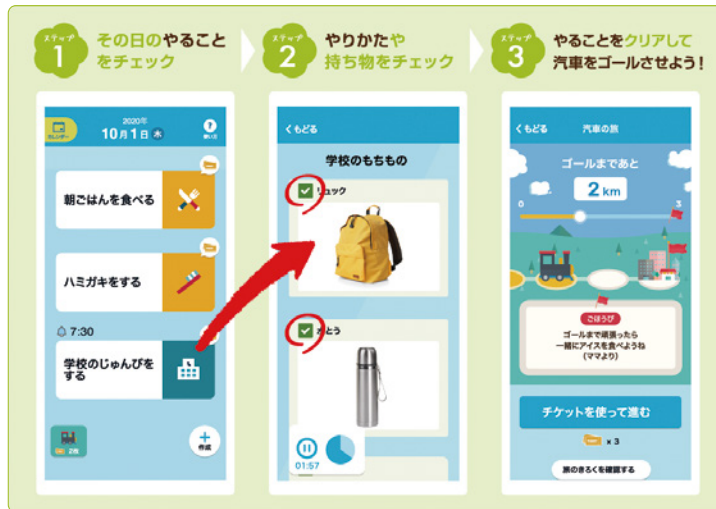 ステップ
1
その日のやること
をチェック
ステップ
2
やりかたや
持ち物をチェック
ステップ
3
やることをクリアして
汽車をゴールさせよう!
カレンダー
2020年
10月1日 木
使い方
朝ごはんを食べる
ハミガキをする
7:30
学校のじゅんびを
する
2枚
+
作成
くもどる
学校のもちもの
リュック
水とう
01:57
くもどる
汽車の旅
ゴールまであと
2 km
0
3
ごほうび
ゴールまで頑張ったら
一緒にアイスを食べようね
(ママより)
チケットを使って進む
x 3
旅のきろくを確認する